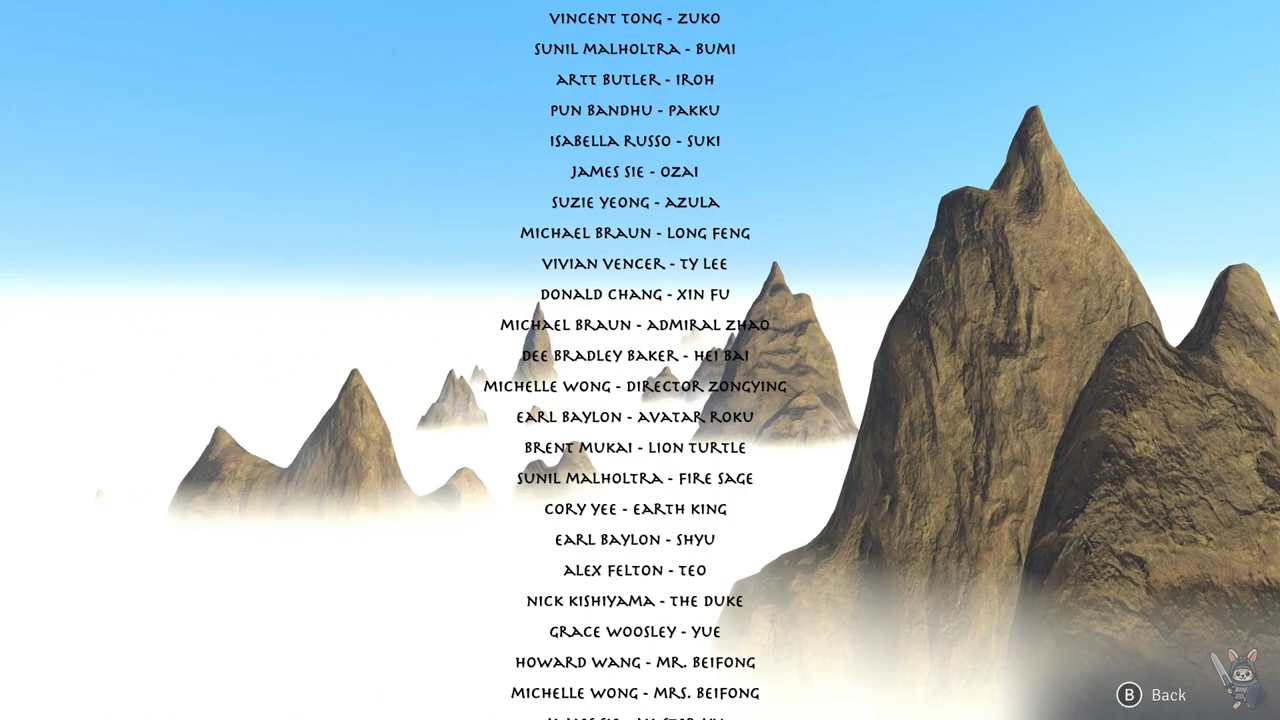 VINCENT TONG - ZUKO
SUNIL MALHOLTRA - BUMI
ARTT BUTLER - IROH
PUN BANDHU - PAKKU
ISABELLA RUSSO - SUKI
JAMES SIE - OZAI
SUZIE YEONG - AZULA
MICHAEL BRAUN - LONG FENG
VIVIAN VENCER - TY LEE
DONALD CHANG - XIN FU
MICHAEL BRAUN - ADMIRAL ZHAO
DEE BRADLEY BAKER - HEI BAI
MICHELLE WONG - DIRECTOR ZONGYING
EARL BAYLON - AVATAR ROKU
BRENT MUKAI - LION TURTLE
SUNIL MALHOLTRA - FIRE SAGE
CORY YEE - EARTH KING
EARL BAYLON - SHYU
ALEX FELTON - TEO
NICK KISHIYAMA - THE DUKE
GRACE WOOSLEY - YUE
HOWARD WANG - MR. BEIFONG
MICHELLE WONG - MRS. BEIFONG
B Back